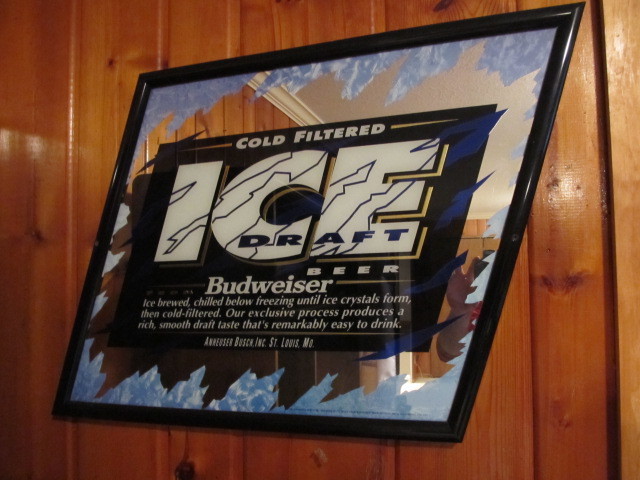 COLD FILTERED
ICE
DRAFT
BEER
FROM Budweiser
Ice brewed, chilled below freezing until ice crystals form,
then cold-filtered. Our exclusive process produces a
rich, smooth draft taste that's remarkably easy to drink.
ANHEUSER BUSCH, INC. ST. LOUIS, MO.